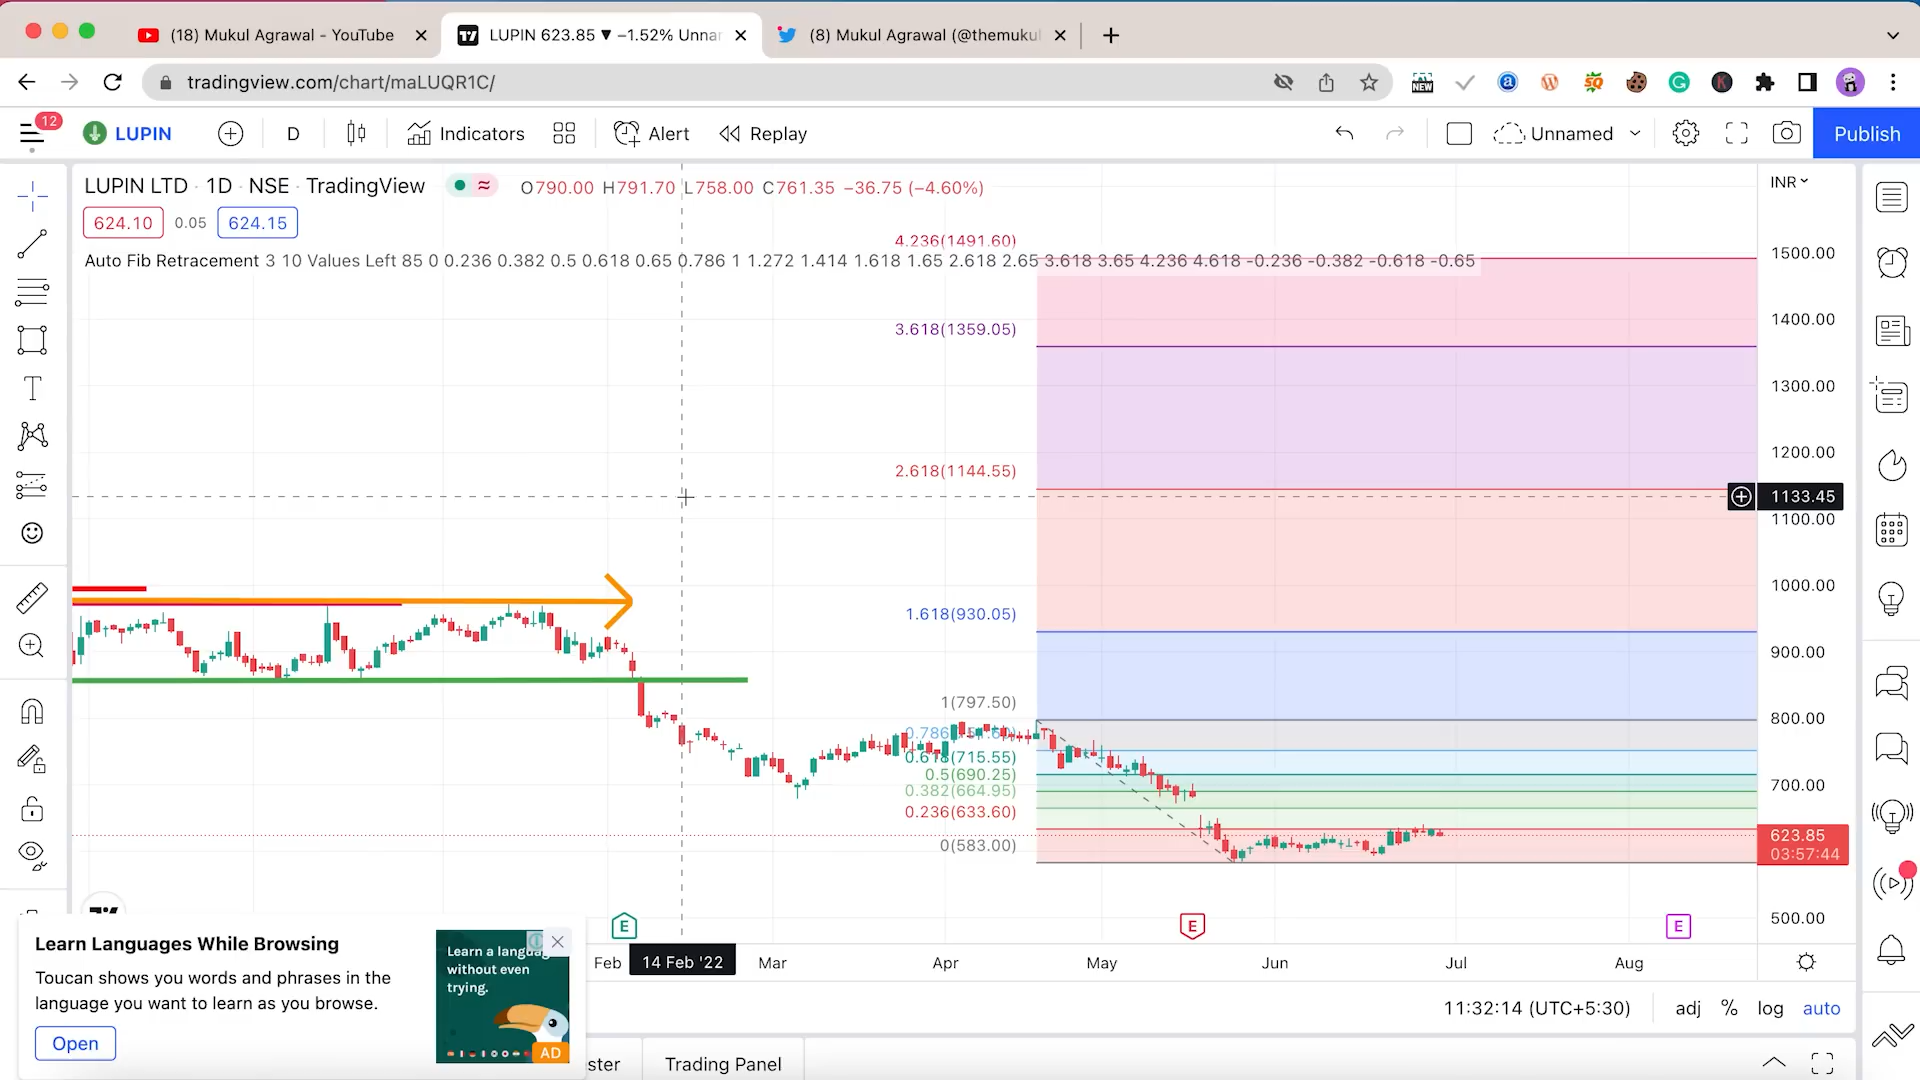 (18) Mukul Agrawal - YouTube
LUPIN 623.85 ▼ −1.52% Unnar
(8) Mukul Agrawal (@themukul
tradingview.com/chart/maLUQR1C/
NEW
12
LUPIN
D
Indicators
Alert
Replay
Unnamed
Publish
LUPIN LTD · 1D · NSE · TradingView
O790.00 H791.70 L758.00 C761.35 −36.75 (−4.60%)
INR
624.10
0.05
624.15
4.236(1491.60)
Auto Fib Retracement 3 10 Values Left 85 0 0.236 0.382 0.5 0.618 0.65 0.786 1 1.272 1.414 1.618 1.65 2.618 2.65 3.618 3.65 4.236 4.618 -0.236 -0.382 -0.618 -0.65
1500.00
1400.00
3.618(1359.05)
1300.00
1200.00
2.618(1144.55)
1133.45
1100.00
1000.00
1.618(930.05)
900.00
1(797.50)
800.00
0.618(715.55)
0.5(690.25)
700.00
0.382(664.95)
0.236(633.60)
623.85
03:57:44
0(583.00)
500.00
E
E
E
Feb
14 Feb '22
Mar
Apr
May
Jun
Jul
Aug
Learn Languages While Browsing
Toucan shows you words and phrases in the
language you want to learn as you browse.
Open
Learn a language
without even
trying.
AD
11:32:14 (UTC+5:30)
adj
%
log
auto
ster
Trading Panel